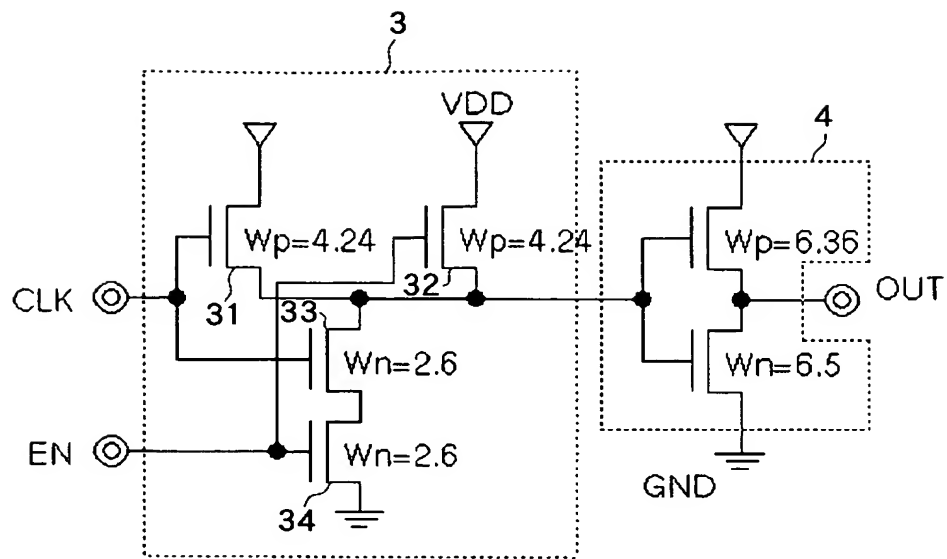 3
VDD
4
Wp=4.24
Wp=4.24
Wp=6.36
CLK
31
33
32
OUT
Wn=2.6
Wn=6.5
EN
Wn=2.6
GND
34